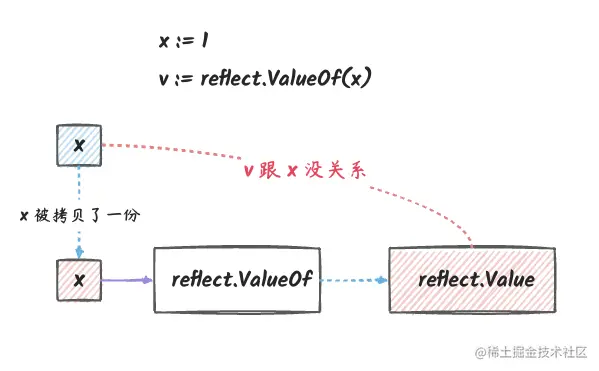 x := 1
v := reflect.ValueOf(x)
x
v 跟 x 没关系
x 被拷贝了一份
x
reflect.ValueOf
reflect.Value
@稀土掘金技术社区